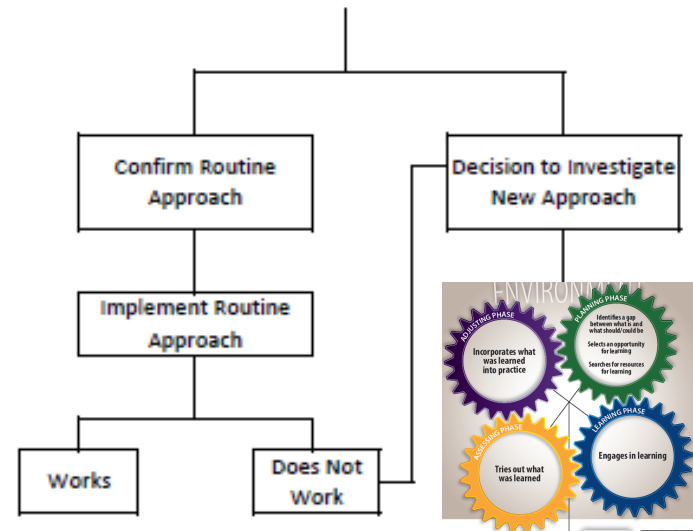 Confirm Routine
Approach
Decision to Investigate
New Approach
Implement Routine
Approach
Works
Does Not
Work
ADJUSTING PHASE
Incorporates what
was learned
into practice
PLANNING PHASE
Identifies a gap
between what is and
what should/could be
Selects an opportunity
for learning
Searches for resources
for learning
ASSESSING PHASE
Tries out what
was learned
LEARNING PHASE
Engages in learning